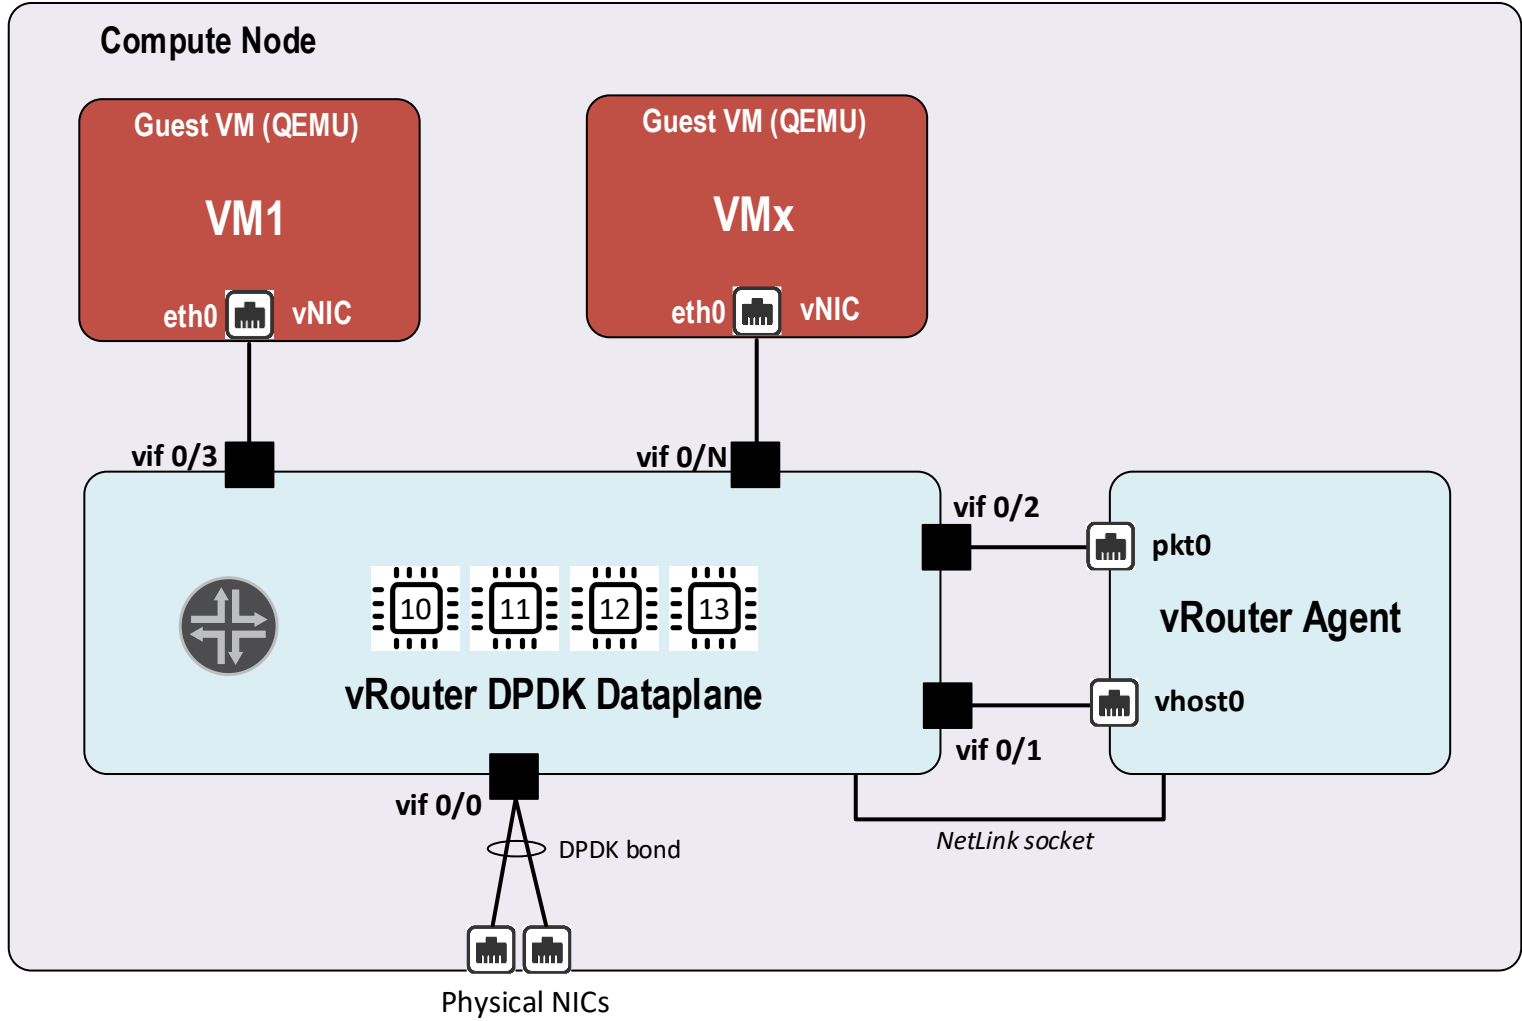 Compute Node
Guest VM (QEMU)
VM1
eth0
vNIC
Guest VM (QEMU)
VMx
eth0
vNIC
vif 0/3
vif 0/N
vif 0/2
pkt0
10
11
12
13
vRouter Agent
vRouter DPDK Dataplane
vhost0
vif 0/1
vif 0/0
NetLink socket
DPDK bond
Physical NICs